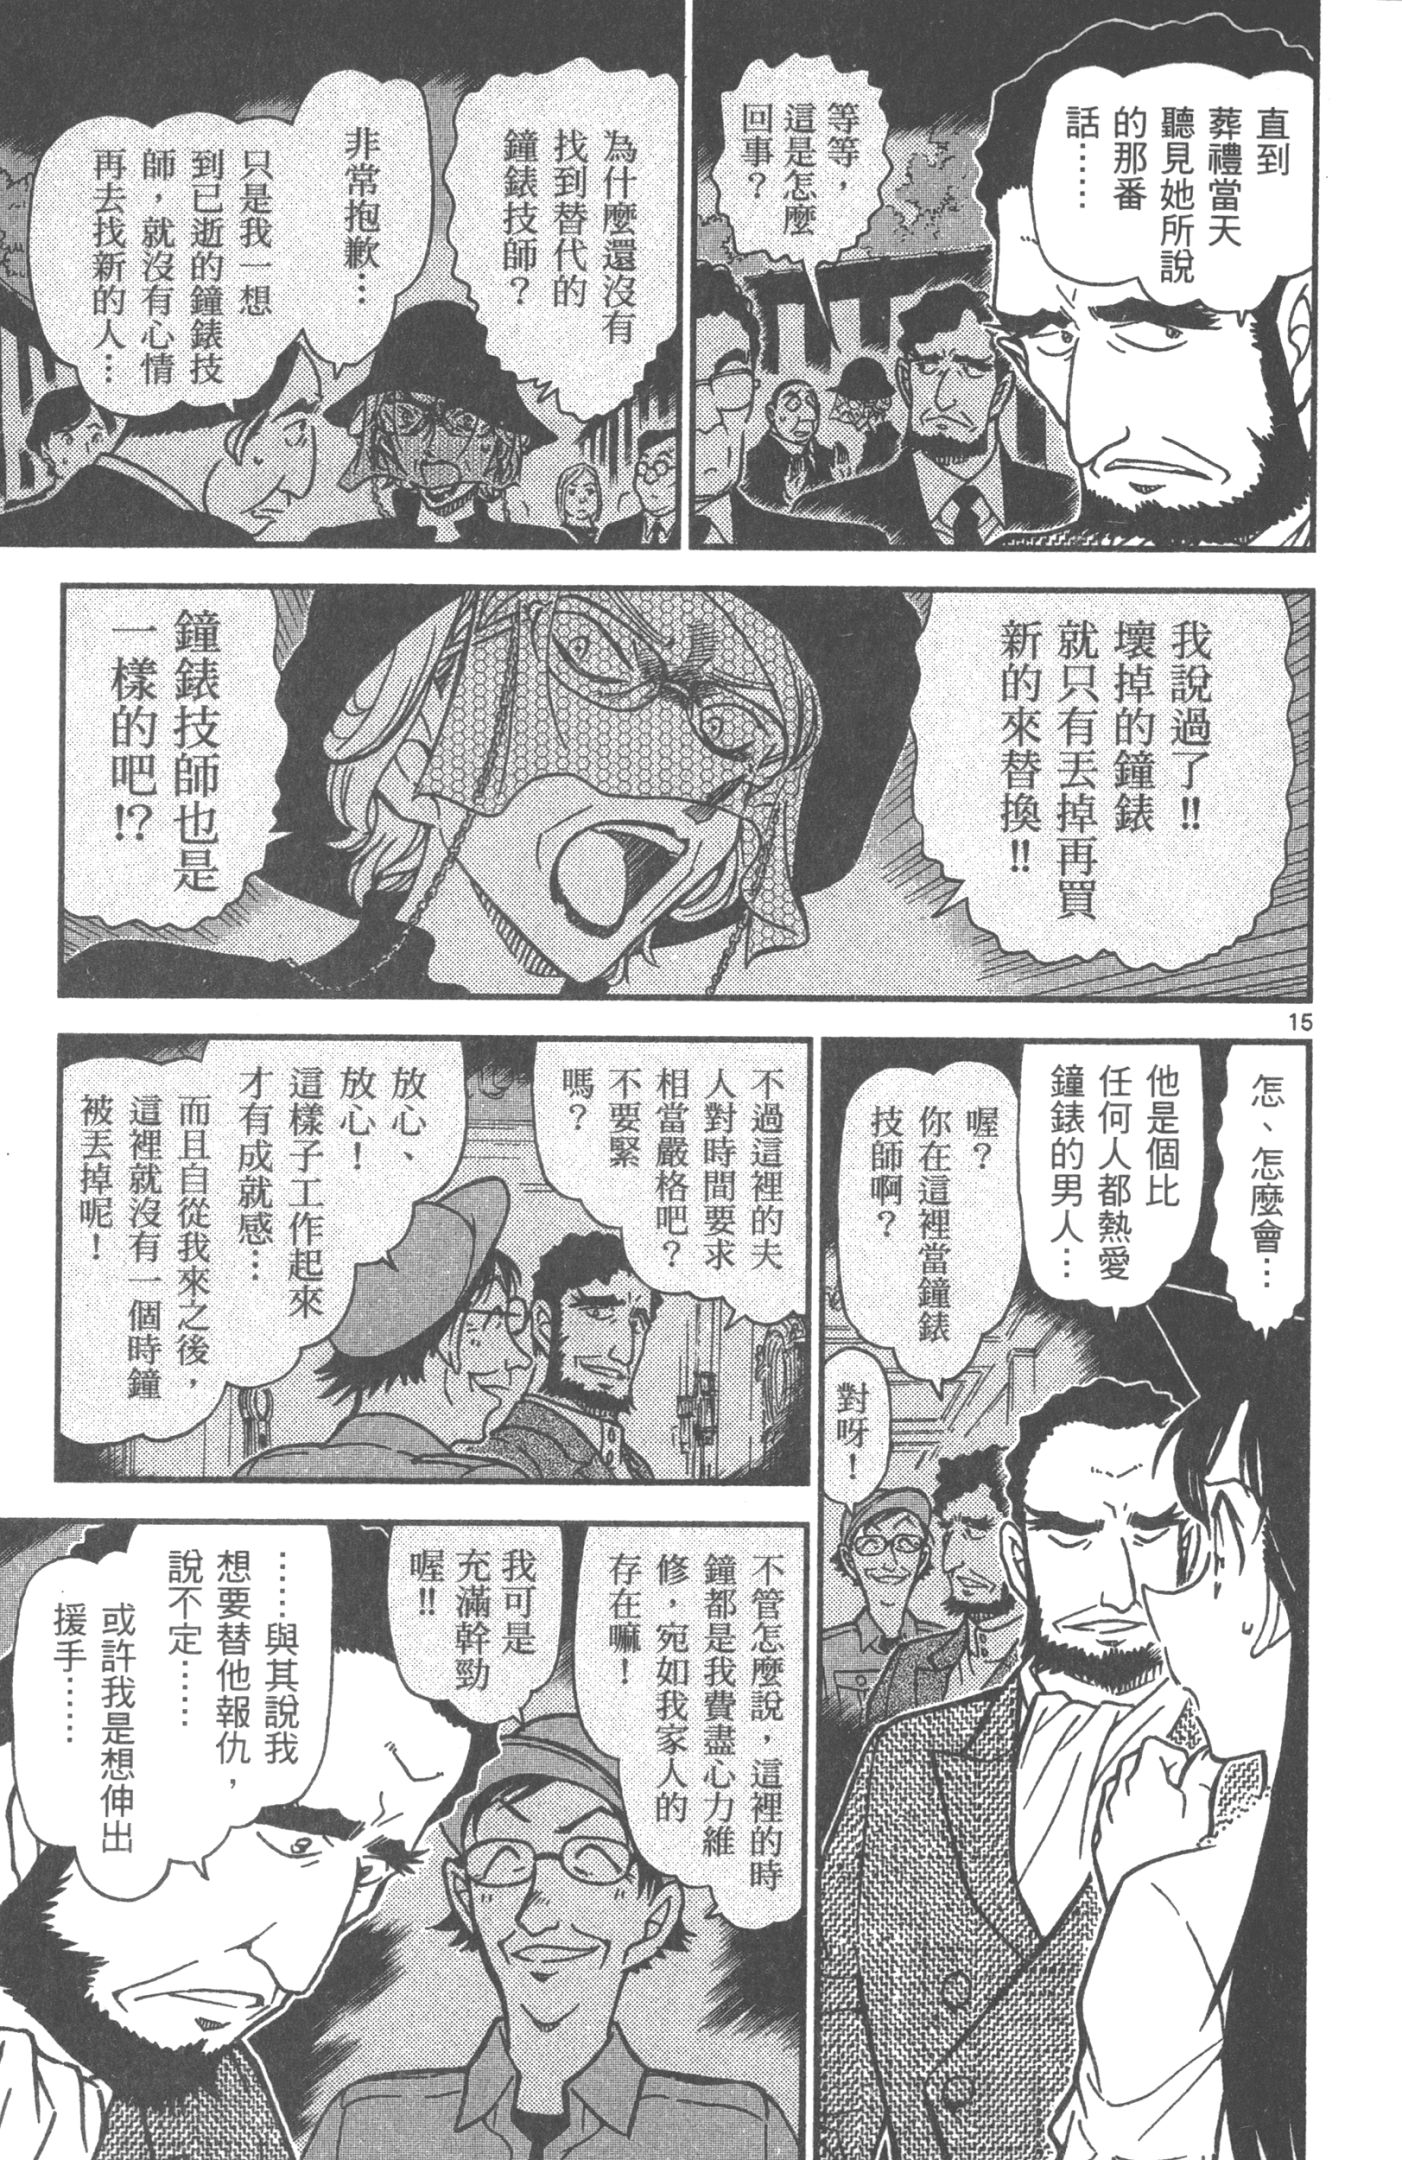 直到
葬禮當天
聽見她所說
的那番
話……
等等，
這是怎麼
回事？
為什麼還沒有
找到替代的
鐘錶技師？
非常抱歉…
只是我一想
到已逝的鐘錶技
師，就沒有心情
再去找新的人…
我說過了!!
壞掉的鐘錶
就只有丟掉再買
新的來替換!!
鐘錶技師也是
一樣的吧!?
15
怎、怎麼會…
他是個比
任何人都熱愛
鐘錶的男人…
喔？
你在這裡當鐘錶
技師啊？
對呀！
不過這裡的夫
人對時間要求
相當嚴格吧？
不要緊
嗎？
放心、
放心！
這樣子工作起來
才有成就感…
而且自從我來之後，
這裡就沒有一個時鐘
被丟掉呢！
不管怎麼說，這裡的時
鐘都是我費盡心力維
修，宛如我家人的
存在嘛！
我可是
充滿幹勁
喔!!
……與其說我
想要替他報仇，
說不定……
或許我是想伸出
援手……